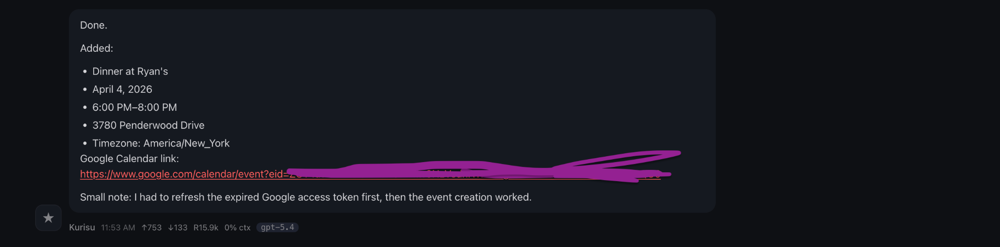 Done.
Added:
• Dinner at Ryan's
• April 4, 2026
• 6:00 PM–8:00 PM
• 3780 Penderwood Drive
• Timezone: America/New_York
Google Calendar link:
https://www.google.com/calendar/event?eid=
Small note: I had to refresh the expired Google access token first, then the event creation worked.
Kurisu 11:53 AM ↑753 ↓133 R15.9k 0% ctx gpt-5.4